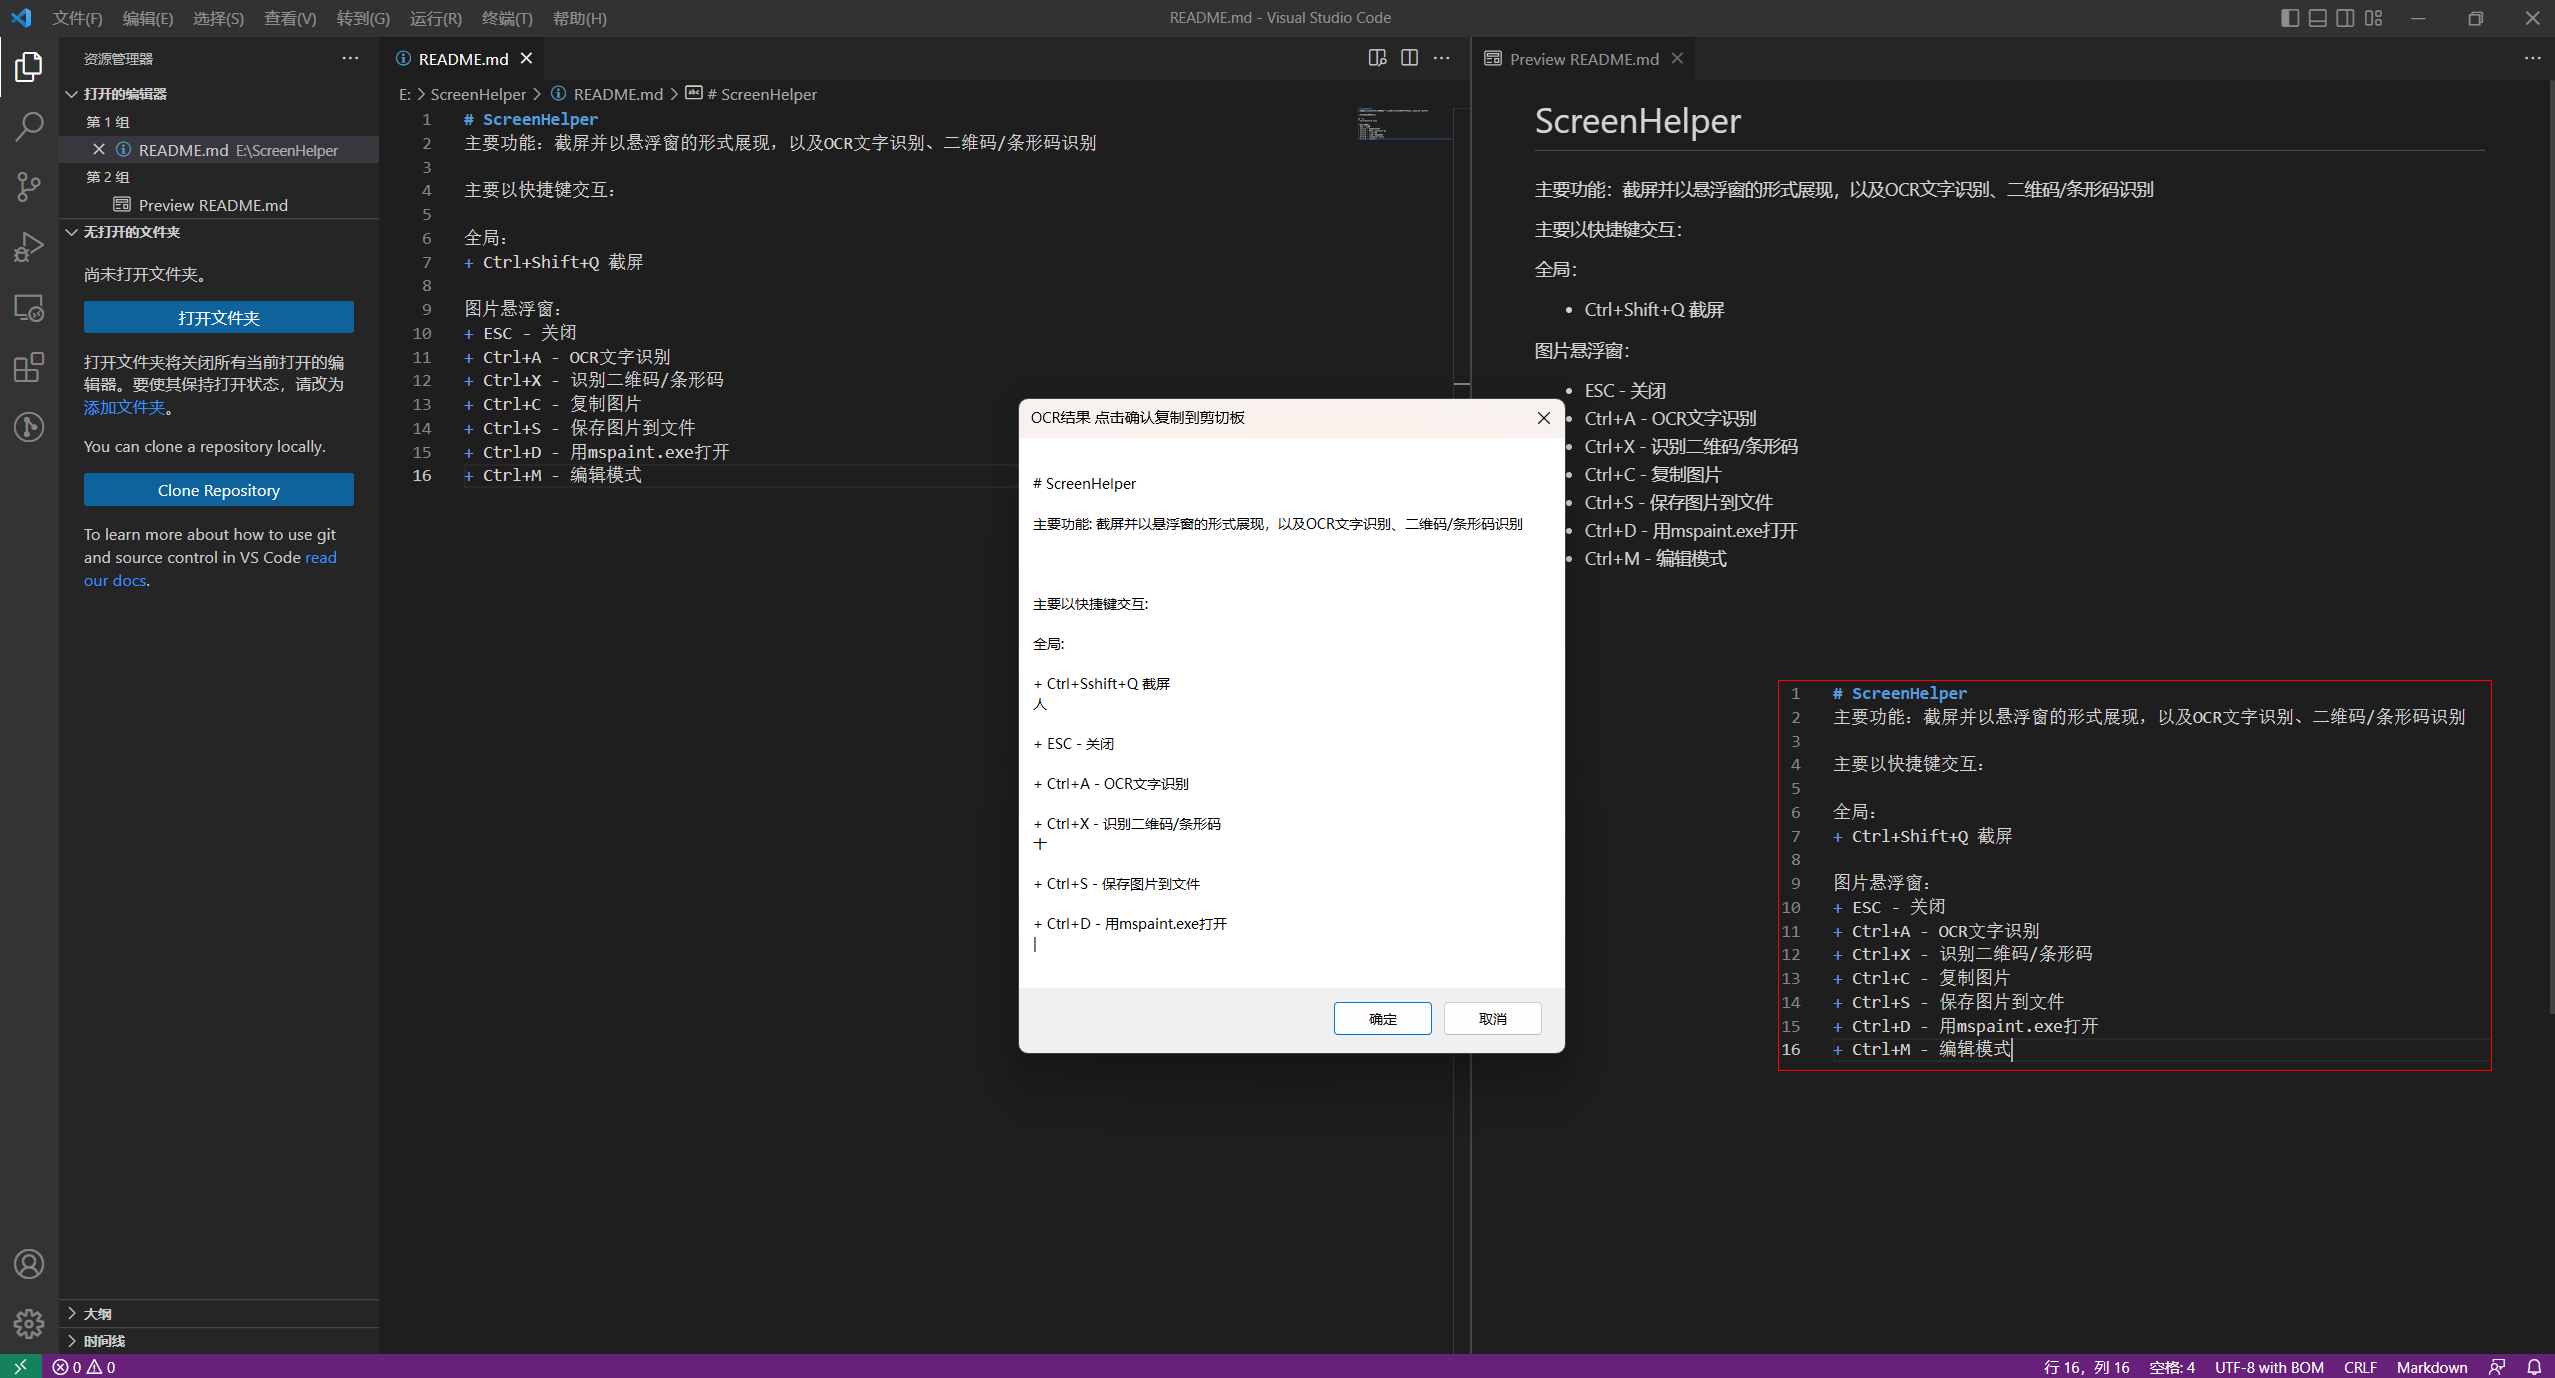 文件(F) 编辑(E) 选择(S) 查看(V) 转到(G) 运行(R) 终端(T) 帮助(H)
README.md - Visual Studio Code
资源管理器
打开的编辑器
第 1 组
README.md E:\ScreenHelper
第 2 组
Preview README.md
无打开的文件夹
尚未打开文件夹。
打开文件夹
打开文件夹将关闭所有当前打开的编
辑器。要使其保持打开状态，请改为
添加文件夹。
You can clone a repository locally.
Clone Repository
To learn more about how to use git
and source control in VS Code read
our docs.
大纲
时间线
README.md
E: > ScreenHelper > README.md > # ScreenHelper
1 # ScreenHelper
2 主要功能：截屏并以悬浮窗的形式展现，以及OCR文字识别、二维码/条形码识别
3
4 主要以快捷键交互：
5
6 全局：
7 + Ctrl+Shift+Q 截屏
8
9 图片悬浮窗：
10 + ESC - 关闭
11 + Ctrl+A - OCR文字识别
12 + Ctrl+X - 识别二维码/条形码
13 + Ctrl+C - 复制图片
14 + Ctrl+S - 保存图片到文件
15 + Ctrl+D - 用mspaint.exe打开
16 + Ctrl+M - 编辑模式
OCR结果 点击确认复制到剪切板
# ScreenHelper
主要功能: 截屏并以悬浮窗的形式展现，以及OCR文字识别、二维码/条形码识别
主要以快捷键交互:
全局:
+ Ctrl+Sshift+Q 截屏
人
+ ESC - 关闭
+ Ctrl+A - OCR文字识别
+ Ctrl+X - 识别二维码/条形码
十
+ Ctrl+S - 保存图片到文件
+ Ctrl+D - 用mspaint.exe打开
确定 取消
Preview README.md
ScreenHelper
主要功能：截屏并以悬浮窗的形式展现，以及OCR文字识别、二维码/条形码识别
主要以快捷键交互：
全局：
• Ctrl+Shift+Q 截屏
图片悬浮窗：
• ESC - 关闭
• Ctrl+A - OCR文字识别
• Ctrl+X - 识别二维码/条形码
• Ctrl+C - 复制图片
• Ctrl+S - 保存图片到文件
• Ctrl+D - 用mspaint.exe打开
• Ctrl+M - 编辑模式
1 # ScreenHelper
2 主要功能：截屏并以悬浮窗的形式展现，以及OCR文字识别、二维码/条形码识别
3
4 主要以快捷键交互：
5
6 全局：
7 + Ctrl+Shift+Q 截屏
8
9 图片悬浮窗：
10 + ESC - 关闭
11 + Ctrl+A - OCR文字识别
12 + Ctrl+X - 识别二维码/条形码
13 + Ctrl+C - 复制图片
14 + Ctrl+S - 保存图片到文件
15 + Ctrl+D - 用mspaint.exe打开
16 + Ctrl+M - 编辑模式
0 0
行 16，列 16 空格: 4 UTF-8 with BOM CRLF Markdown